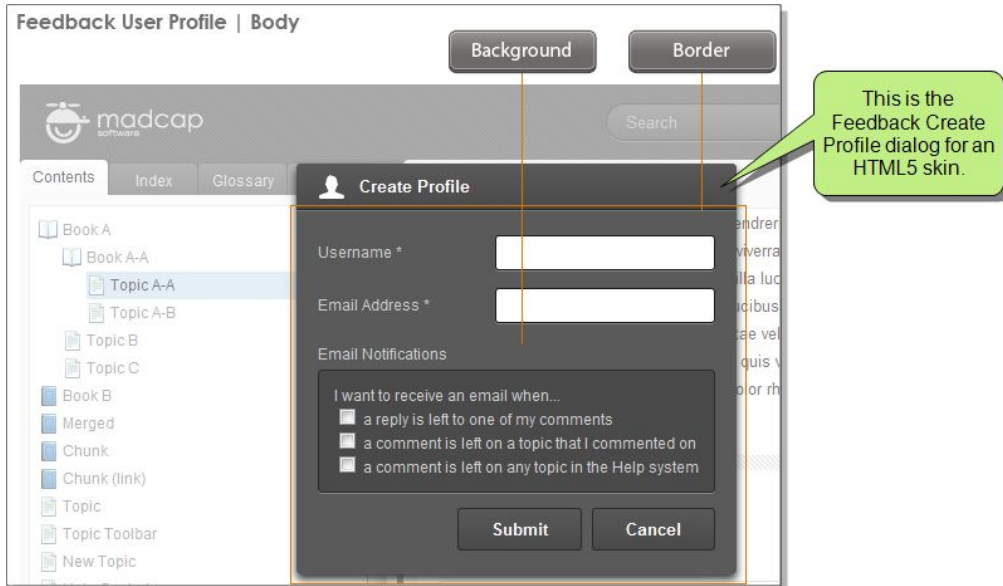 Feedback User Profile | Body
Background
Border
This is the
Feedback Create
Profile dialog for an
HTML5 skin.
madcap
software
Search
Contents
Index
Glossary
Create Profile
Book A
Book A-A
Topic A-A
Topic A-B
Topic B
Topic C
Book B
Merged
Chunk
Chunk (link)
Topic
Topic Toolbar
New Topic
Username *
Email Address *
Email Notifications
I want to receive an email when...
a reply is left to one of my comments
a comment is left on a topic that I commented on
a comment is left on any topic in the Help system
Submit
Cancel
viverra
quis